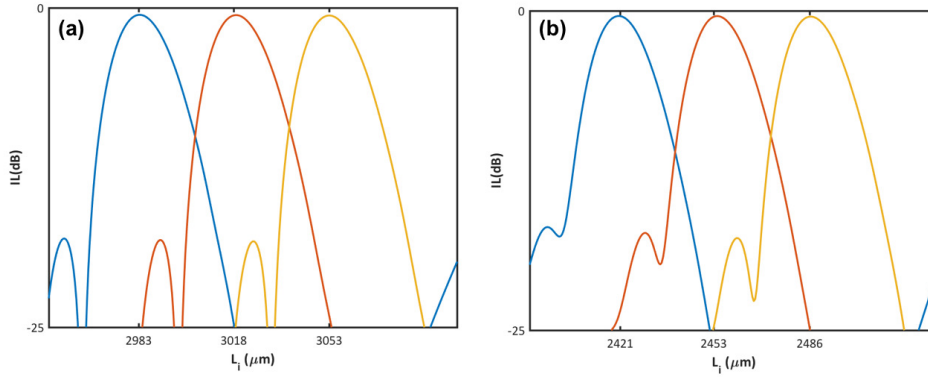 (a)
0
IL(dB)
-25
2983 3018 3053
L_i (μm)
(b)
0
IL(dB)
-25
2421 2453 2486
L_i (μm)